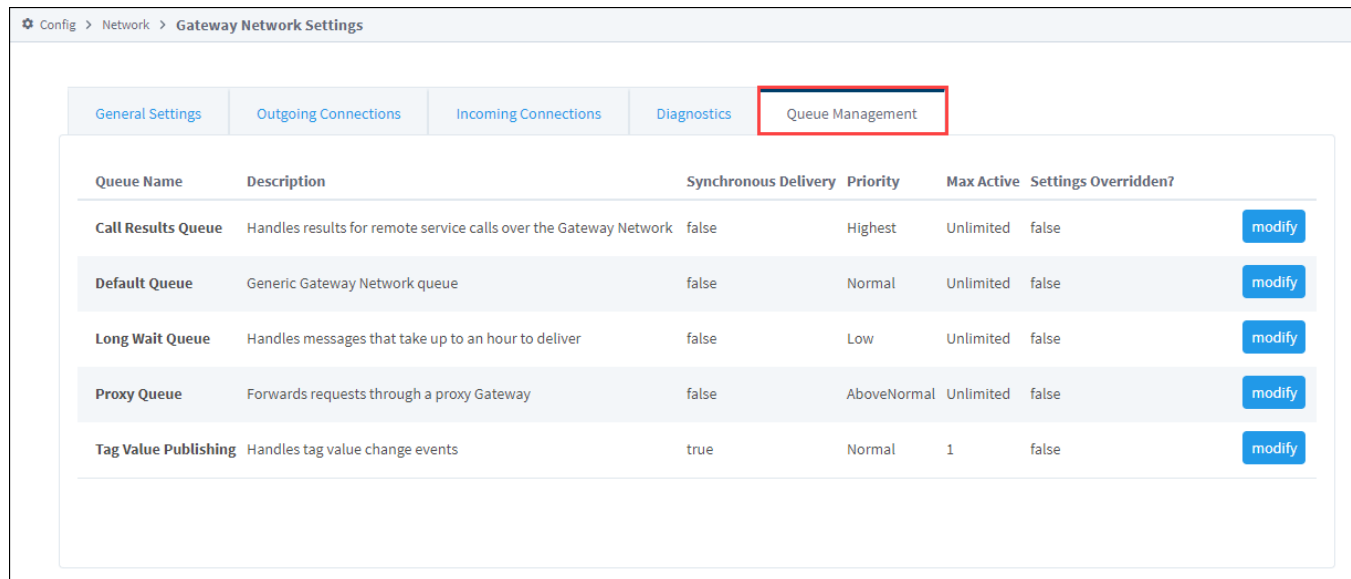 Config > Network > Gateway Network Settings
General Settings Outgoing Connections Incoming Connections Diagnostics Queue Management
Queue Name Description Synchronous Delivery Priority Max Active Settings Overridden?
Call Results Queue Handles results for remote service calls over the Gateway Network false Highest Unlimited false modify
Default Queue Generic Gateway Network queue false Normal Unlimited false modify
Long Wait Queue Handles messages that take up to an hour to deliver false Low Unlimited false modify
Proxy Queue Forwards requests through a proxy Gateway false AboveNormal Unlimited false modify
Tag Value Publishing Handles tag value change events true Normal 1 false modify